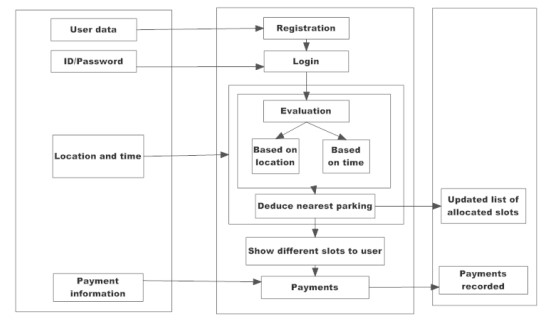 User data
Registration
ID/Password
Login
Evaluation
Based on
location
Based
on time
Location and time
Deduce nearest parking
Updated list of
allocated slots
Show different slots to user
Payment
information
Payments
Payments
recorded